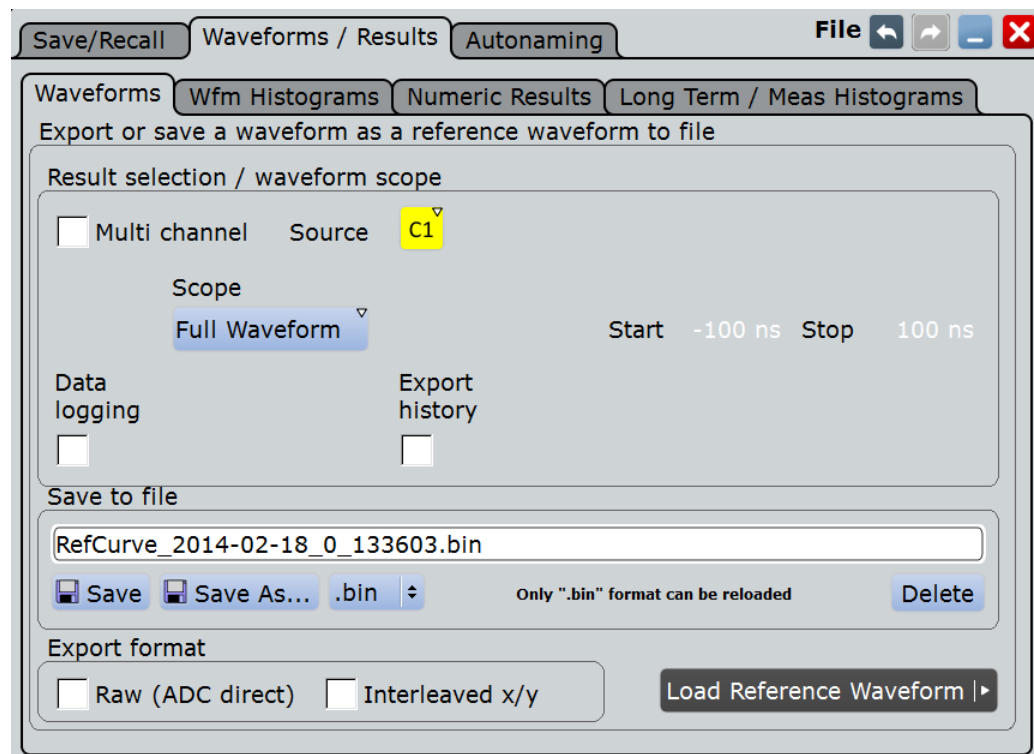 Save/Recall Waveforms / Results Autonaming File
Waveforms Wfm Histograms Numeric Results Long Term / Meas Histograms
Export or save a waveform as a reference waveform to file
Result selection / waveform scope
Multi channel Source C1
Scope
Full Waveform Start -100 ns Stop 100 ns
Data Export
logging history
Save to file
RefCurve_2014-02-18_0_133603.bin
Save Save As... .bin Only ".bin" format can be reloaded Delete
Export format
Raw (ADC direct) Interleaved x/y Load Reference Waveform